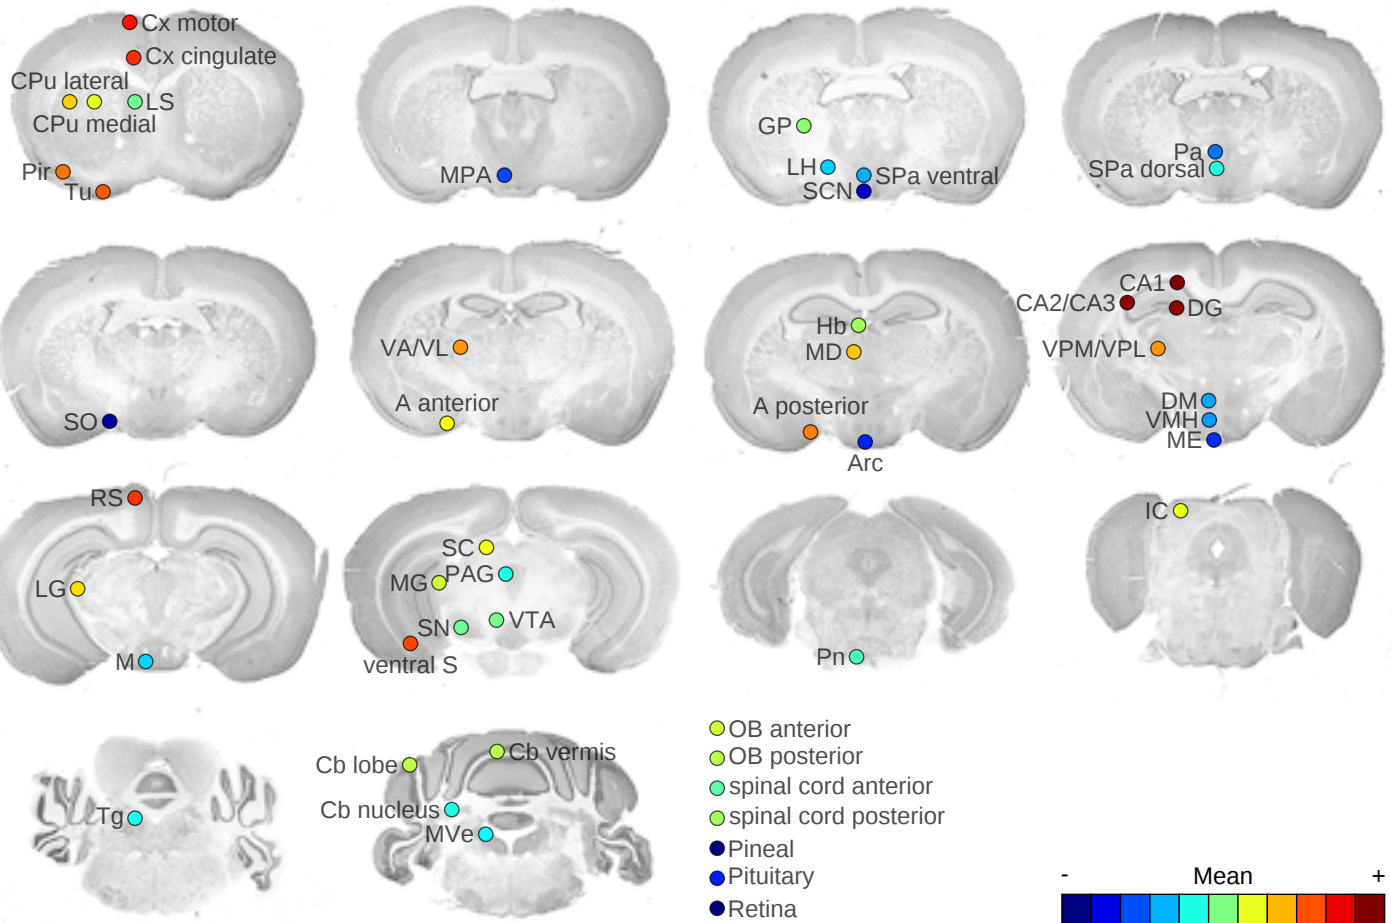 Cx motor
Cx cingulate
CPu lateral
LS
CPu medial
Pir
Tu
MPA
GP
LH
SPa ventral
SCN
Pa
SPa dorsal
SO
VA/VL
A anterior
Hb
MD
A posterior
Arc
CA1
CA2/CA3
DG
VPM/VPL
DM
VMH
ME
RS
LG
M
SC
MG
PAG
SN
VTA
ventral S
Pn
IC
Tg
Cb lobe
Cb vermis
Cb nucleus
MVe
OB anterior
OB posterior
spinal cord anterior
spinal cord posterior
Pineal
Pituitary
Retina
- Mean +